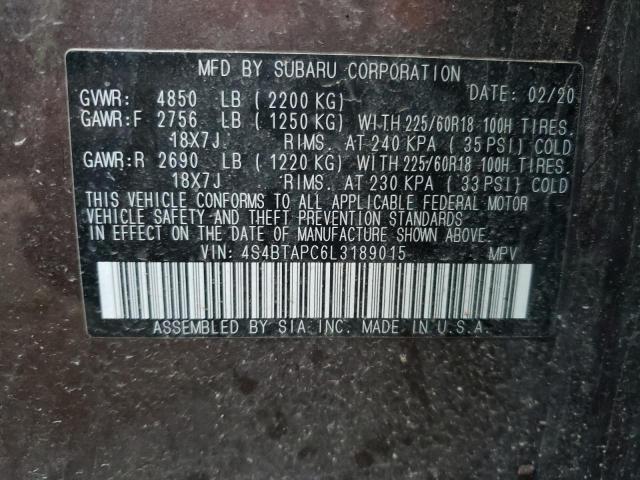 MFD BY SUBARU CORPORATION
GVWR: 4850 LB ( 2200 KG) DATE: 02/20
GAWR:F 2756 LB ( 1250 KG) WITH 225/60R18 100H TIRES.
18X7J RIMS. AT 240 KPA ( 35 PSI) COLD
GAWR:R 2690 LB ( 1220 KG) WITH 225/60R18 100H TIRES.
18X7J RIMS. AT 230 KPA ( 33 PSI) COLD
THIS VEHICLE CONFORMS TO ALL APPLICABLE FEDERAL MOTOR
VEHICLE SAFETY AND THEFT PREVENTION STANDARDS
IN EFFECT ON THE DATE OF MANUFACTURE SHOWN ABOVE.
VIN: 4S4BTAPC6L3189015 MPV
ASSEMBLED BY SIA, INC. MADE IN U.S.A.